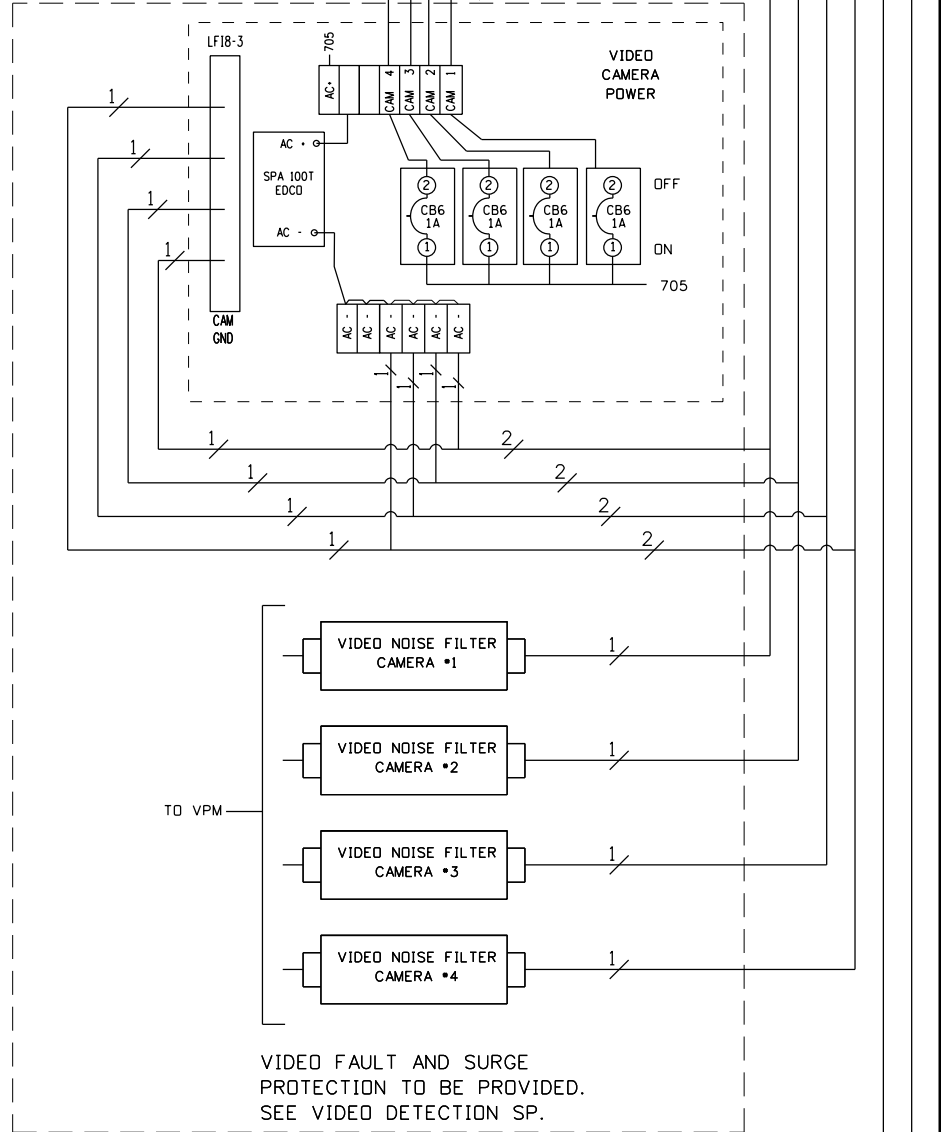 LFI8-3
705
VIDEO
CAMERA
POWER
AC+
CAM 4
CAM 3
CAM 2
CAM 1
1
1
1
1
AC +
SPA 100T
EDCO
AC -
2
2
2
2
OFF
CB6
1A
CB6
1A
CB6
1A
CB6
1A
1
1
1
1
ON
705
CAM
GND
AC -
AC -
AC -
AC -
AC -
AC -
1
1
1
1
1
2
1
2
1
2
1
2
VIDEO NOISE FILTER
CAMERA #1
1
VIDEO NOISE FILTER
CAMERA #2
1
TO VPM
VIDEO NOISE FILTER
CAMERA #3
1
VIDEO NOISE FILTER
CAMERA #4
1
VIDEO FAULT AND SURGE
PROTECTION TO BE PROVIDED.
SEE VIDEO DETECTION SP.